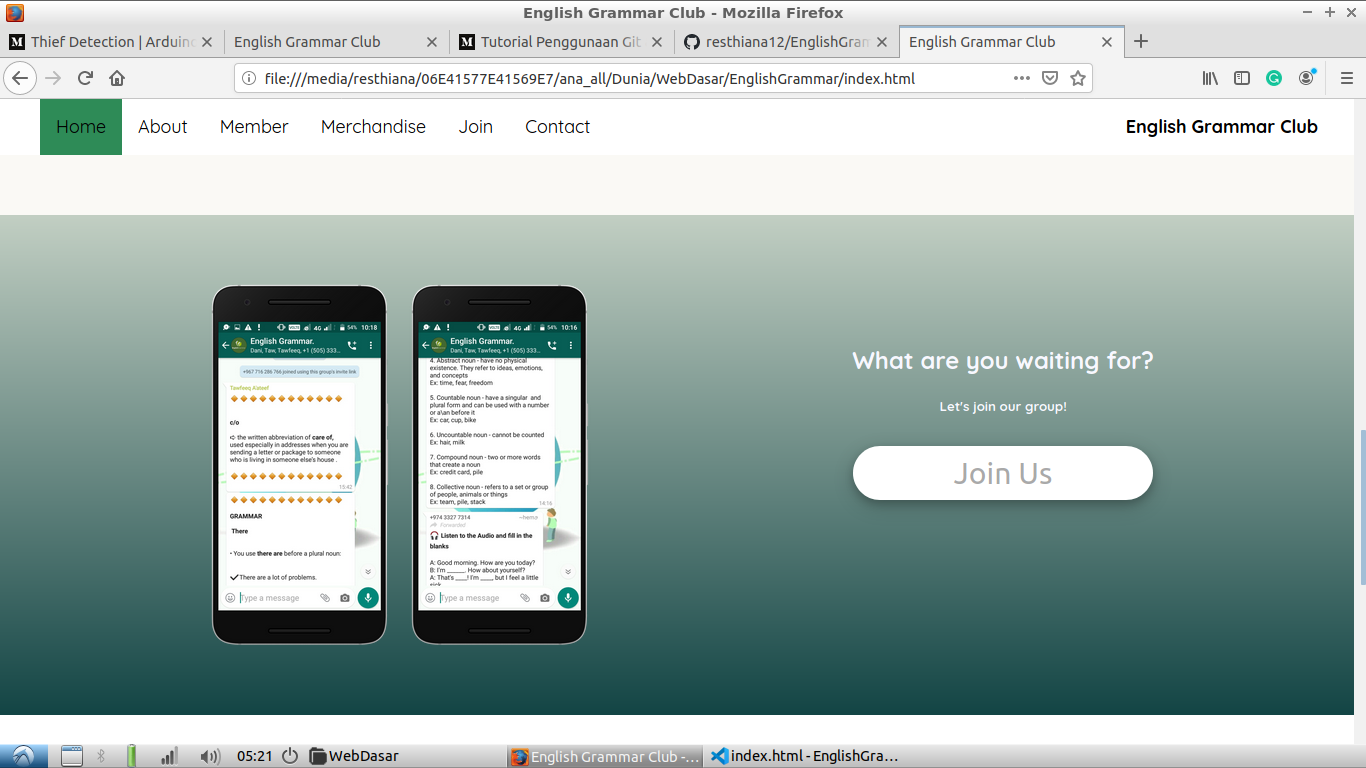 English Grammar Club - Mozilla Firefox
Thief Detection | Arduino
English Grammar Club
Tutorial Penggunaan Git
resthiana12/EnglishGram
English Grammar Club
file:///media/resthiana/06E41577E41569E7/ana_all/Dunia/WebDasar/EnglishGrammar/index.html
Home About Member Merchandise Join Contact
English Grammar Club
54% 10:18
English Grammar.
Dani, Taw, Tawfeeq, +1 (505) 333...
+967 716 286 766 joined using this group's invite link
c/o
the written abbreviation of care of,
used especially in addresses when you are
sending a letter or package to someone
who is living in someone else's house .
15:42
GRAMMAR
There
• You use there are before a plural noun:
✔There are a lot of problems.
Type a message
54% 10:16
English Grammar.
Dani, Taw, Tawfeeq, +1 (505) 333...
4. Abstract noun - have no physical
existence. They refer to ideas, emotions,
and concepts
Ex: time, fear, freedom
5. Countable noun - have a singular and
plural form and can be used with a number
or a\an before it
Ex: car, cup, bike
6. Uncountable noun - cannot be counted
Ex: hair, milk
7. Compound noun - two or more words
that create a noun
Ex: credit card, pile
8. Collective noun - refers to a set or group
of people, animals or things
Ex: team, pile, stack
14:16
+974 3327 7314
Forwarded
🎧 Listen to the Audio and fill in the
blanks
A: Good morning. How are you today?
B: I'm ______. How about yourself?
A: That's ____! I'm ____ but I feel a little
sick
Type a message
What are you waiting for?
Let's join our group!
Join Us
05:21
WebDasar
English Grammar Club -...
index.html - EnglishGra...